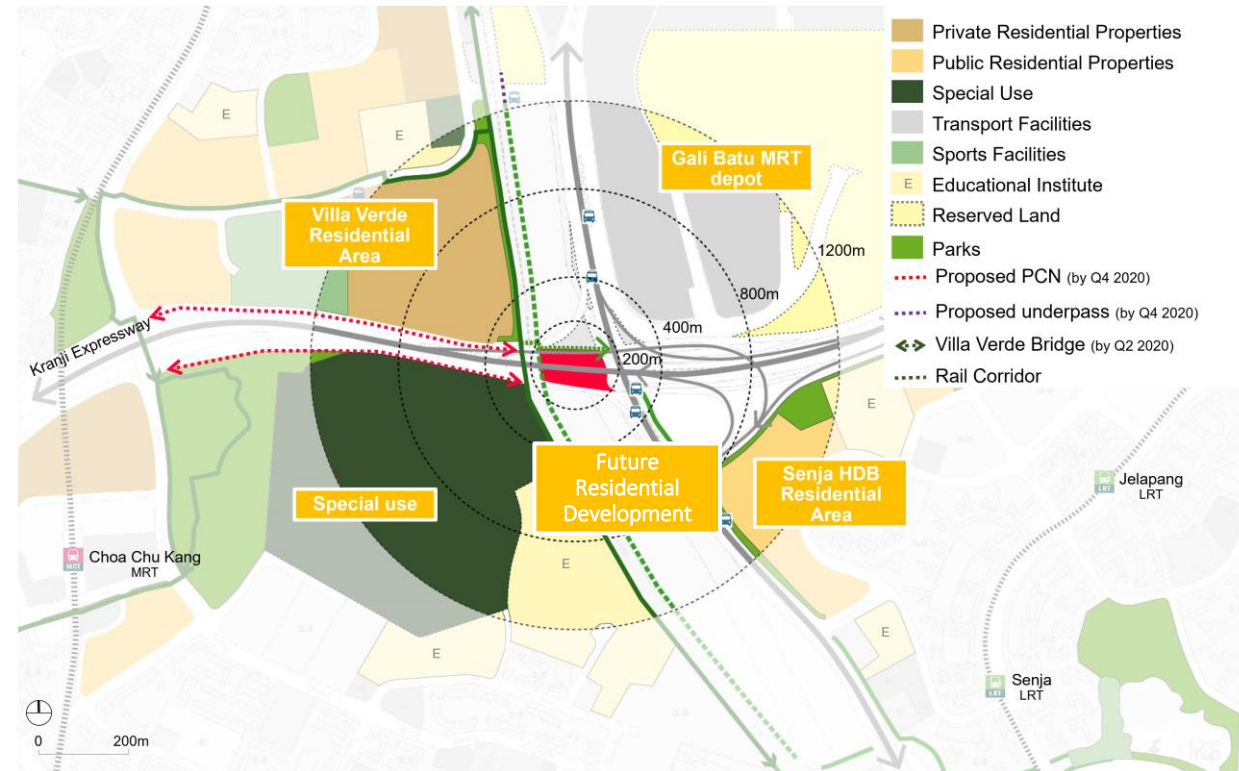 Private Residential Properties
Public Residential Properties
Special Use
Transport Facilities
Sports Facilities
E
Educational Institute
Reserved Land
Parks
Proposed PCN (by Q4 2020)
Proposed underpass (by Q4 2020)
Villa Verde Bridge (by Q2 2020)
Rail Corridor
E
E
Gali Batu MRT
depot
Villa Verde
Residential
Area
1200m
800m
400m
200m
Kranji Expressway
E
Future
Residential
Development
Senja HDB
Residential
Area
Special use
Jelapang
LRT
LRT
Choa Chu Kang
MRT
MRT
E
E
E
Senja
LRT
LRT
0
200m